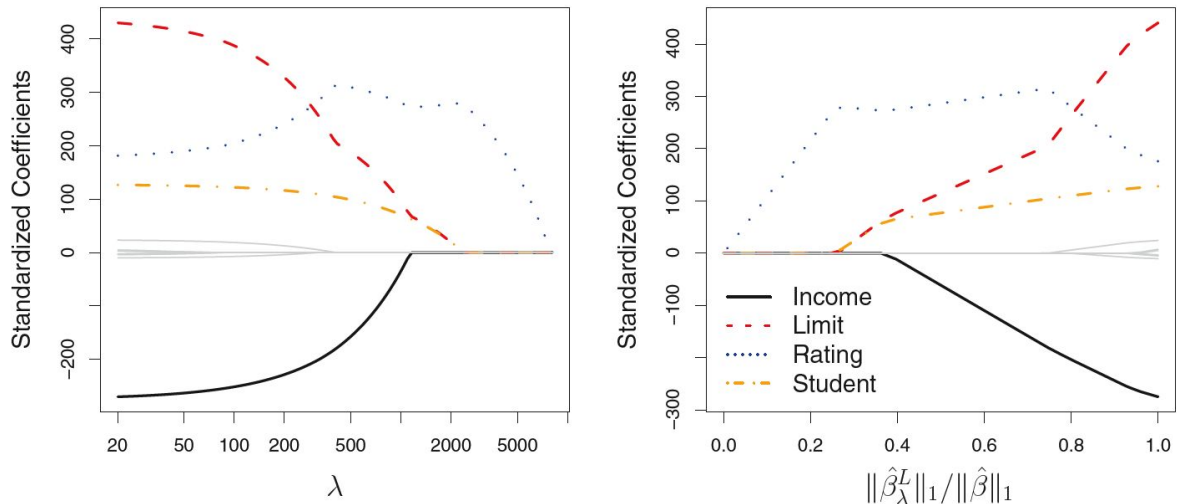 Standardized Coefficients
400
300
200
100
0
−200
20 50 100 200 500 2000 5000
λ
Standardized Coefficients
400
300
200
100
0
−100
−300
Income
Limit
Rating
Student
0.0 0.2 0.4 0.6 0.8 1.0
‖β̂λᴸ‖₁/‖β̂‖₁